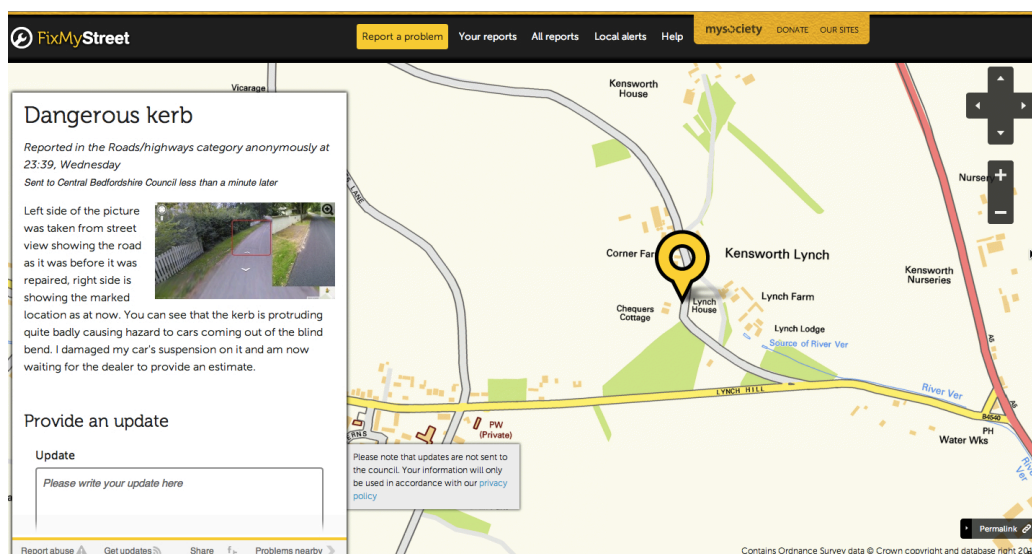 FixMyStreet
Report a problem
Your reports
All reports
Local alerts
Help
mysociety
DONATE
OUR SITES
Dangerous kerb
Reported in the Roads/highways category anonymously at
23:39, Wednesday
Sent to Central Bedfordshire Council less than a minute later
Left side of the picture
was taken from street
view showing the road
as it was before it was
repaired, right side is
showing the marked
location as at now. You can see that the kerb is protruding
quite badly causing hazard to cars coming out of the blind
bend. I damaged my car's suspension on it and am now
waiting for the dealer to provide an estimate.
Provide an update
Update
Please write your update here
Please note that updates are not sent to
the council. Your information will only
be used in accordance with our privacy
policy
Report abuse
Get updates
Share
Problems nearby
Vicarage
LANE
Kensworth
House
Nursery
Corner Far
Kensworth Lynch
Kensworth
Nurseries
Chequers
Cottage
Lynch
House
Lynch Farm
Lynch Lodge
Source of River Ver
A5
LYNCH HILL
River Ver
A5
B4540
PH
Water Wks
PW
(Private)
ERNS
River
Ver
Permalink
Contains Ordnance Survey data © Crown copyright and database right 201